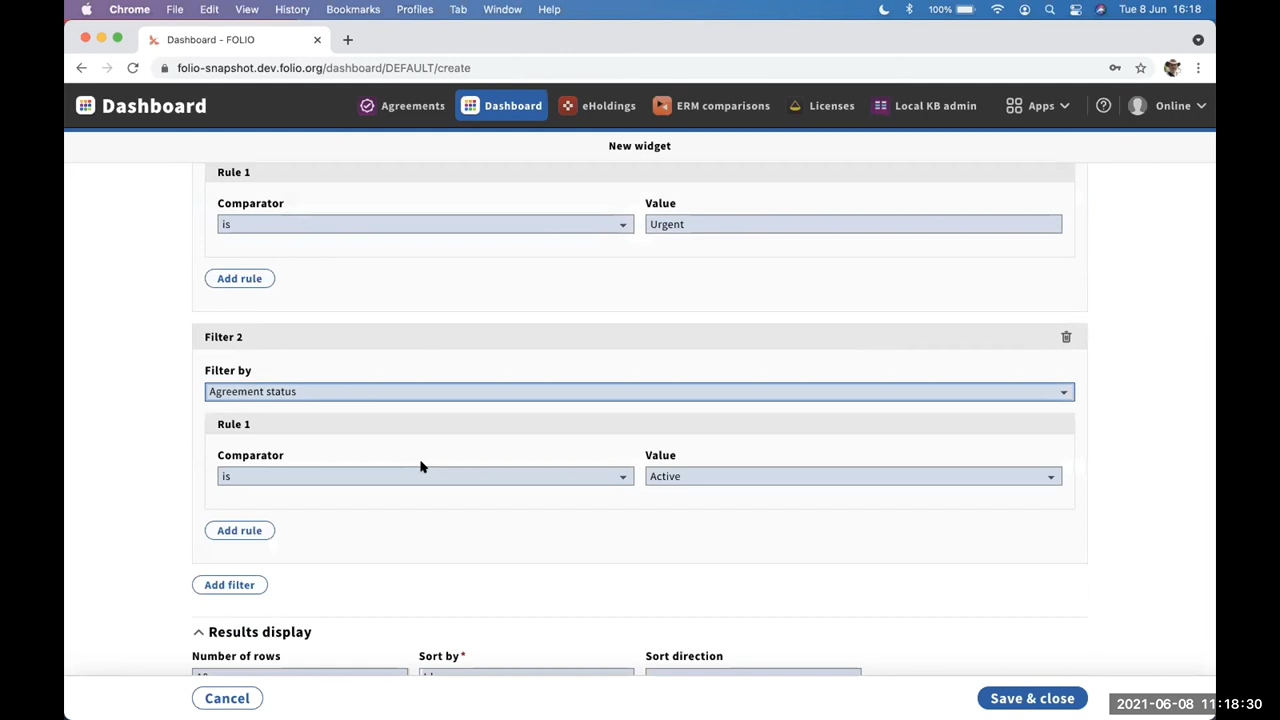 Chrome File Edit View History Bookmarks Profiles Tab Window Help 100% Tue 8 Jun 16:18
Dashboard - FOLIO
folio-snapshot.dev.folio.org/dashboard/DEFAULT/create
Dashboard Agreements Dashboard eHoldings ERM comparisons Licenses Local KB admin Apps Online
New widget
Rule 1
Comparator Value
is Urgent
Add rule
Filter 2
Filter by
Agreement status
Rule 1
Comparator Value
is Active
Add rule
Add filter
Results display
Number of rows Sort by* Sort direction
Cancel Save & close
2021-06-08 11:18:30